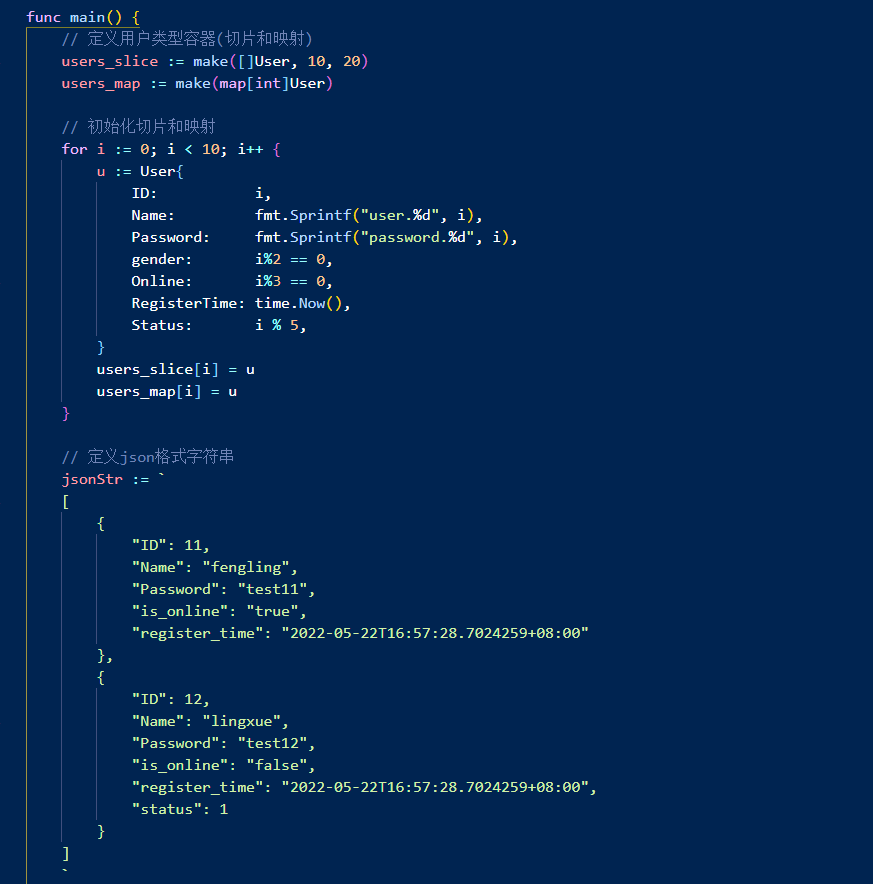 func main() {
    // 定义用户类型容器(切片和映射)
    users_slice := make([]User, 10, 20)
    users_map := make(map[int]User)

    // 初始化切片和映射
    for i := 0; i < 10; i++ {
        u := User{
            ID:           i,
            Name:         fmt.Sprintf("user.%d", i),
            Password:     fmt.Sprintf("password.%d", i),
            gender:       i%2 == 0,
            Online:       i%3 == 0,
            RegisterTime: time.Now(),
            Status:       i % 5,
        }
        users_slice[i] = u
        users_map[i] = u
    }

    // 定义json格式字符串
    jsonStr := `
    [
        {
            "ID": 11,
            "Name": "fengling",
            "Password": "test11",
            "is_online": "true",
            "register_time": "2022-05-22T16:57:28.7024259+08:00"
        },
        {
            "ID": 12,
            "Name": "lingxue",
            "Password": "test12",
            "is_online": "false",
            "register_time": "2022-05-22T16:57:28.7024259+08:00",
            "status": 1
        }
    ]
    `